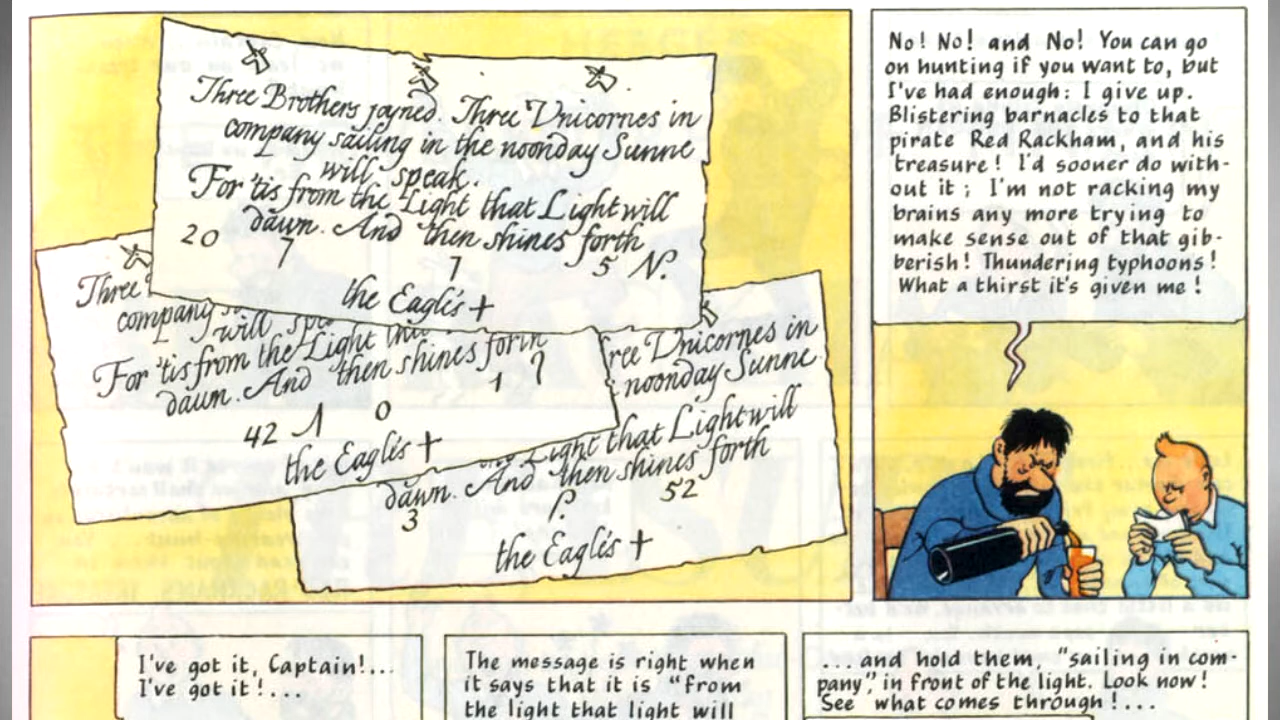 Three Brothers joyned. Three Unicornes in
company sailing in the noonday Sunne
will speak.
For 'tis from the Light that Light will
dawn. And then shines forth
20
7
7
5 N.
the Eagle's +
Three
company
will
For 'tis from the Light
dawn. And then shines forth
42
0
the Eagle's +
Unicornes in
noonday Sunne
Light that Light will
dawn. And then shines forth
3
52
the Eagle's +
No! No! and No! You can go
on hunting if you want to, but
I've had enough: I give up.
Blistering barnacles to that
pirate Red Rackham, and his
treasure! I'd sooner do with-
out it; I'm not racking my
brains any more trying to
make sense out of that gib-
berish! Thundering typhoons!
What a thirst it's given me!
I've got it, Captain!...
I've got it!...
The message is right when
it says that it is "from
the light that light will
...and hold them, "sailing in com-
pany", in front of the light. Look now!
See what comes through!...